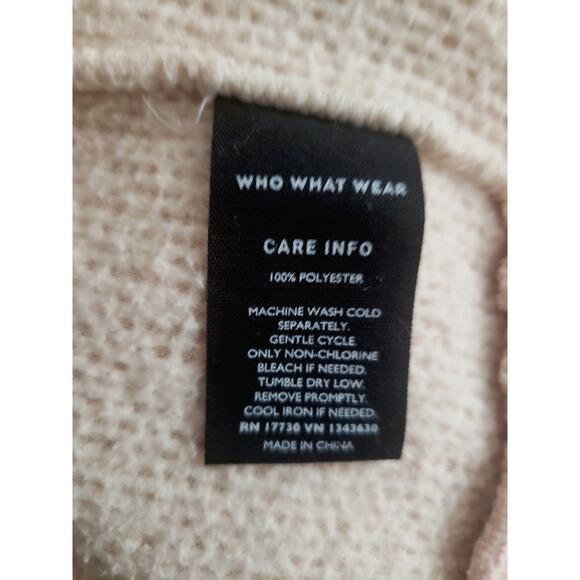 WHO WHAT WEAR
CARE INFO
100% POLYESTER
MACHINE WASH COLD
SEPARATELY.
GENTLE CYCLE.
ONLY NON-CHLORINE
BLEACH IF NEEDED.
TUMBLE DRY LOW.
REMOVE PROMPTLY.
COOL IRON IF NEEDED.
RN 17730 VN 1343630
MADE IN CHINA